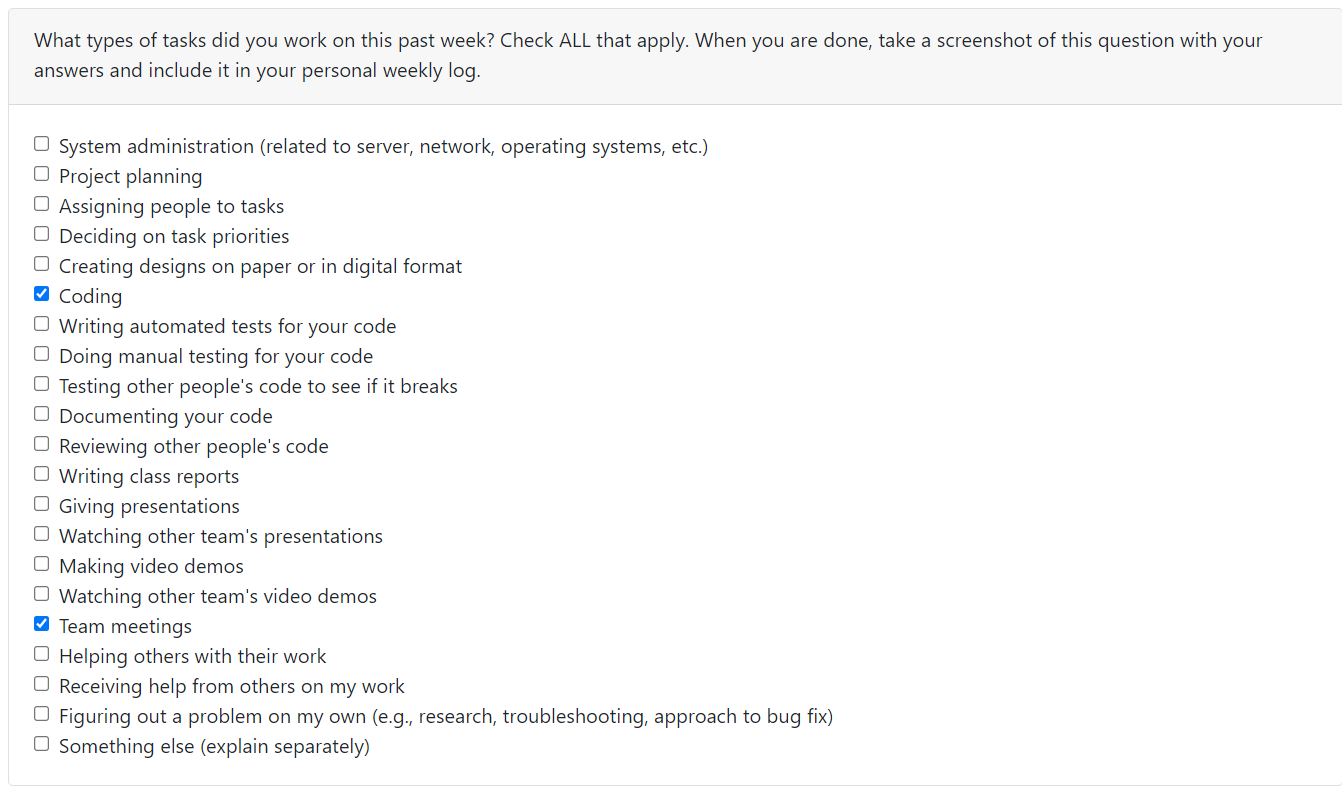 What types of tasks did you work on this past week? Check ALL that apply. When you are done, take a screenshot of this question with your
answers and include it in your personal weekly log.
System administration (related to server, network, operating systems, etc.)
Project planning
Assigning people to tasks
Deciding on task priorities
Creating designs on paper or in digital format
Coding
Writing automated tests for your code
Doing manual testing for your code
Testing other people's code to see if it breaks
Documenting your code
Reviewing other people's code
Writing class reports
Giving presentations
Watching other team's presentations
Making video demos
Watching other team's video demos
Team meetings
Helping others with their work
Receiving help from others on my work
Figuring out a problem on my own (e.g., research, troubleshooting, approach to bug fix)
Something else (explain separately)